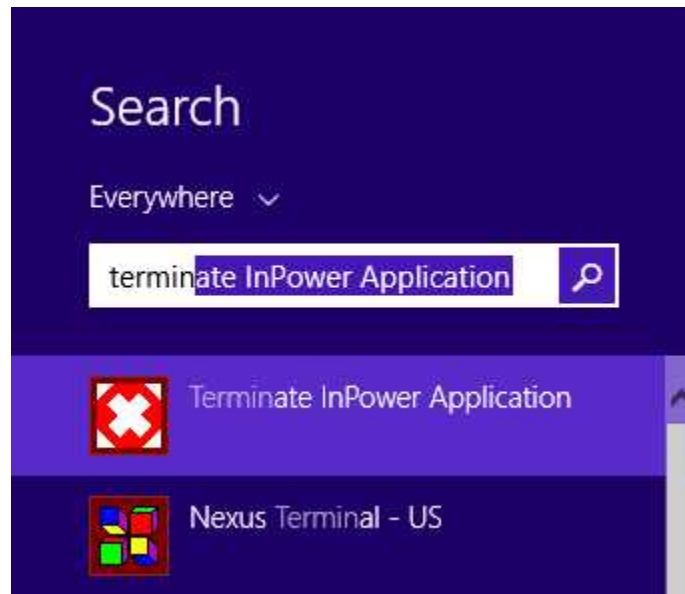 Search
Everywhere
terminate InPower Application
Terminate InPower Application
Nexus Terminal - US